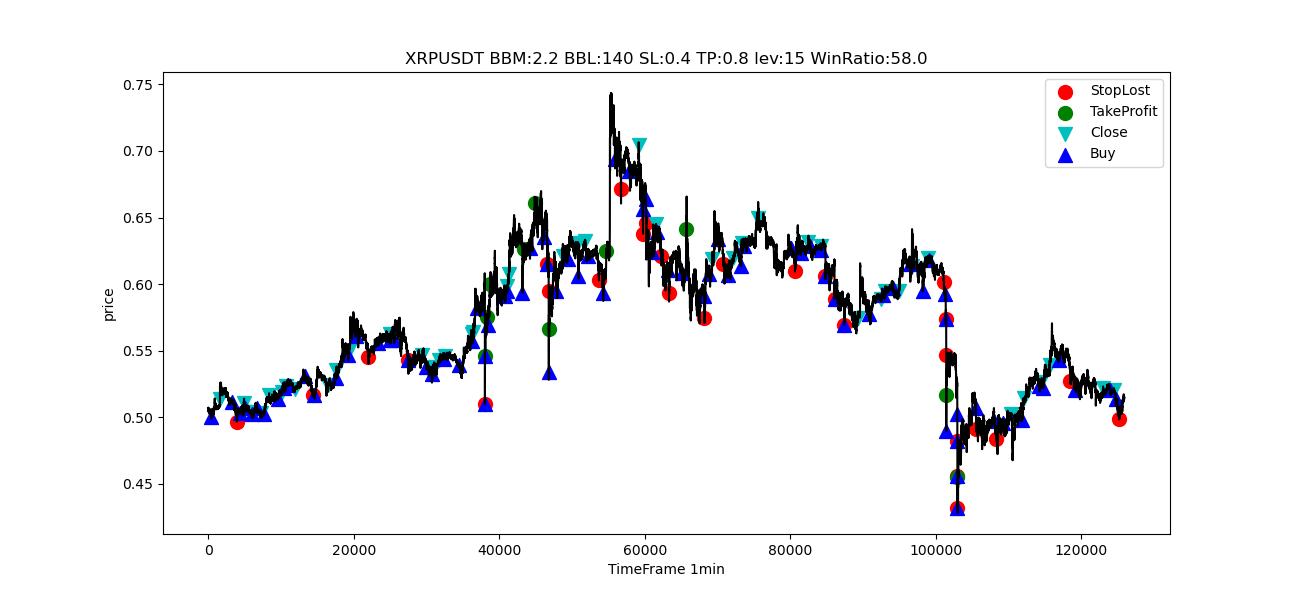 XRPUSDT BBM:2.2 BBL:140 SL:0.4 TP:0.8 lev:15 WinRatio:58.0
StopLost
TakeProfit
Close
Buy
0.75
0.70
0.65
0.60
0.55
0.50
0.45
price
0 20000 40000 60000 80000 100000 120000
TimeFrame 1min